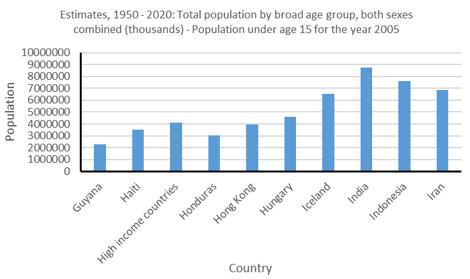 Estimates, 1950 - 2020: Total population by broad age group, both sexes
combined (thousands) - Population under age 15 for the year 2005
10000000
9000000
8000000
7000000
6000000
5000000
4000000
3000000
2000000
1000000
0
Population
Guyana
Haiti
High income countries
Honduras
Hong Kong
Hungary
Iceland
India
Indonesia
Iran
Country